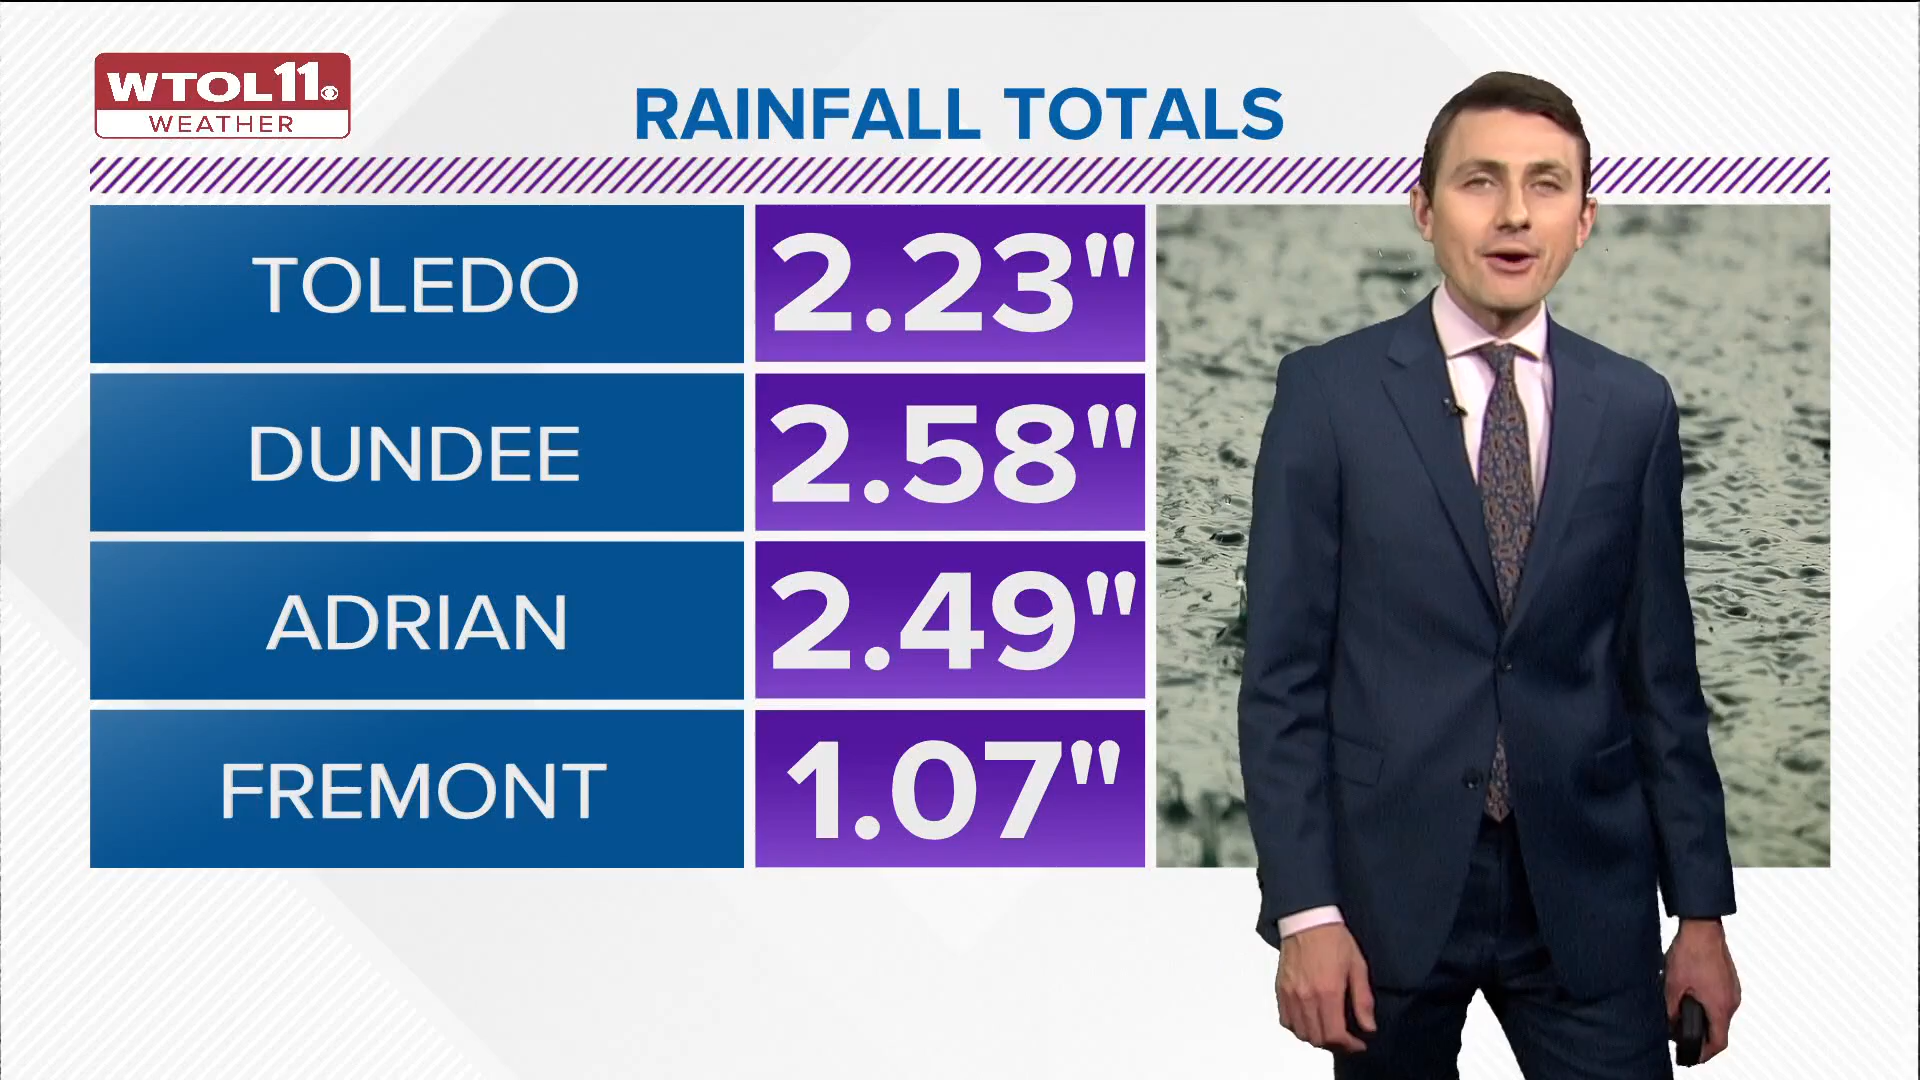 WTOL11
WEATHER
RAINFALL TOTALS
TOLEDO 2.23"
DUNDEE 2.58"
ADRIAN 2.49"
FREMONT 1.07"